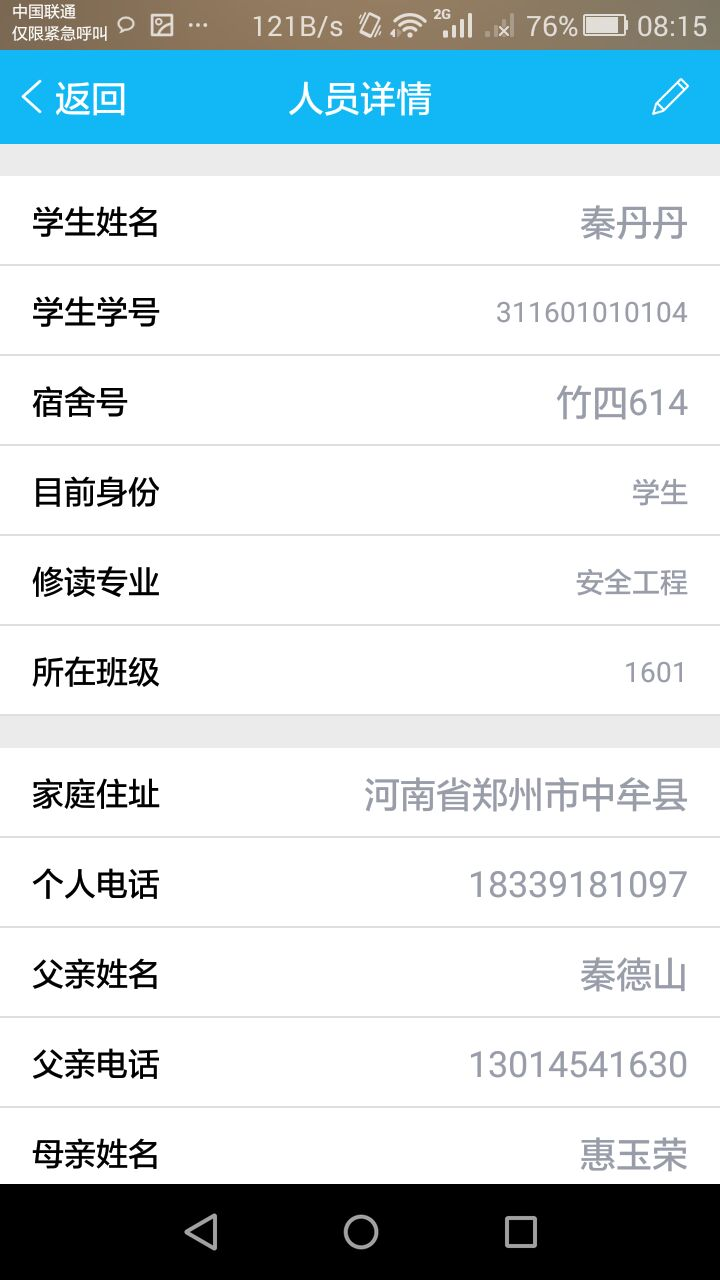 中国联通
仅限紧急呼叫
121B/s 2G 76% 08:15
返回 人员详情
学生姓名 秦丹丹
学生学号 311601010104
宿舍号 竹四614
目前身份 学生
修读专业 安全工程
所在班级 1601
家庭住址 河南省郑州市中牟县
个人电话 18339181097
父亲姓名 秦德山
父亲电话 13014541630
母亲姓名 惠玉荣